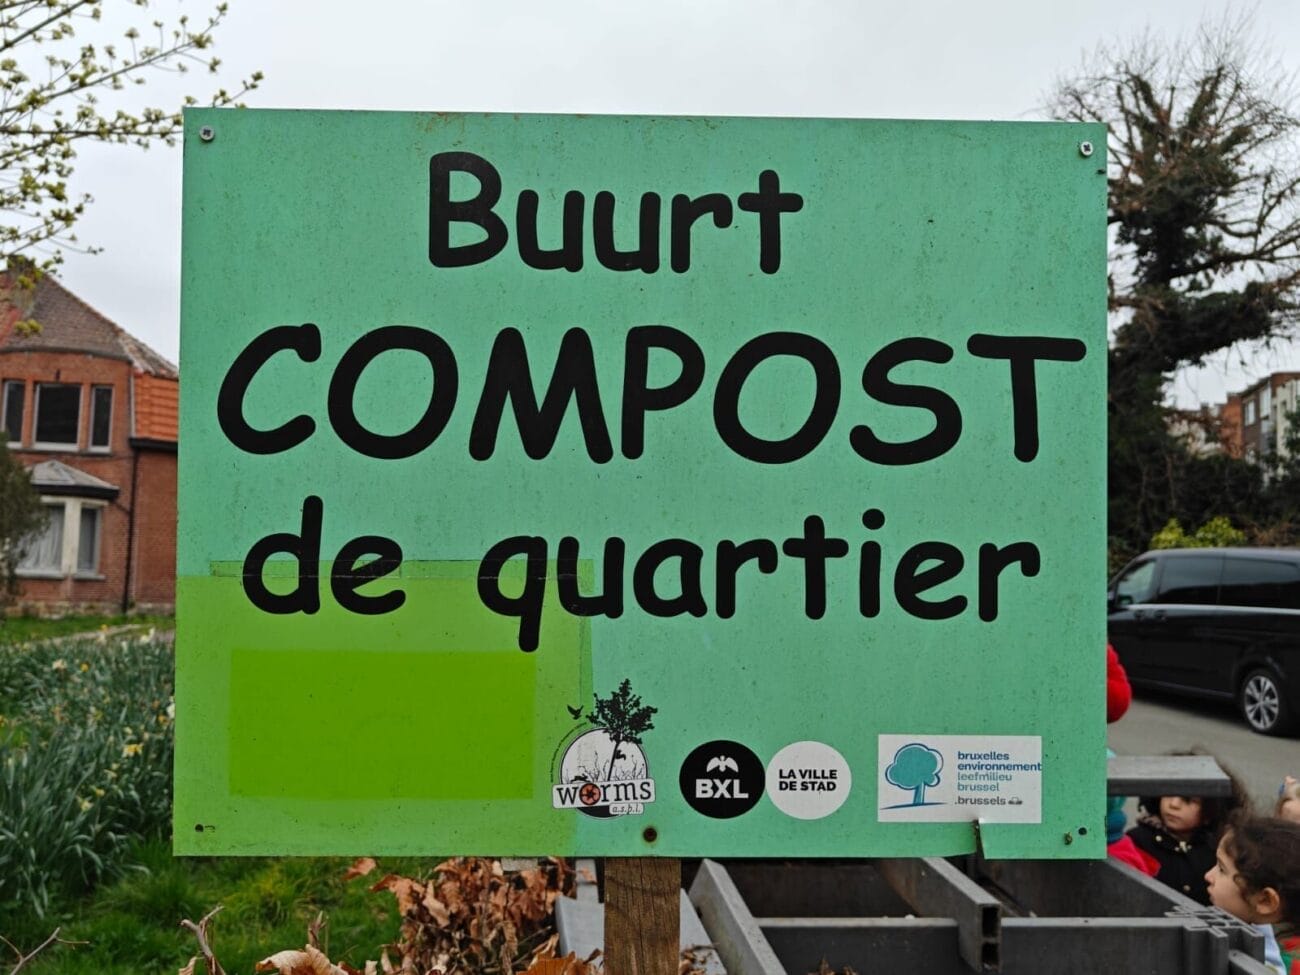 Buurt
COMPOST
de quartier
worms
a.s.b.l.
BXL
LA VILLE
DE STAD
bruxelles
environnement
leefmilieu
brussel
.brussels